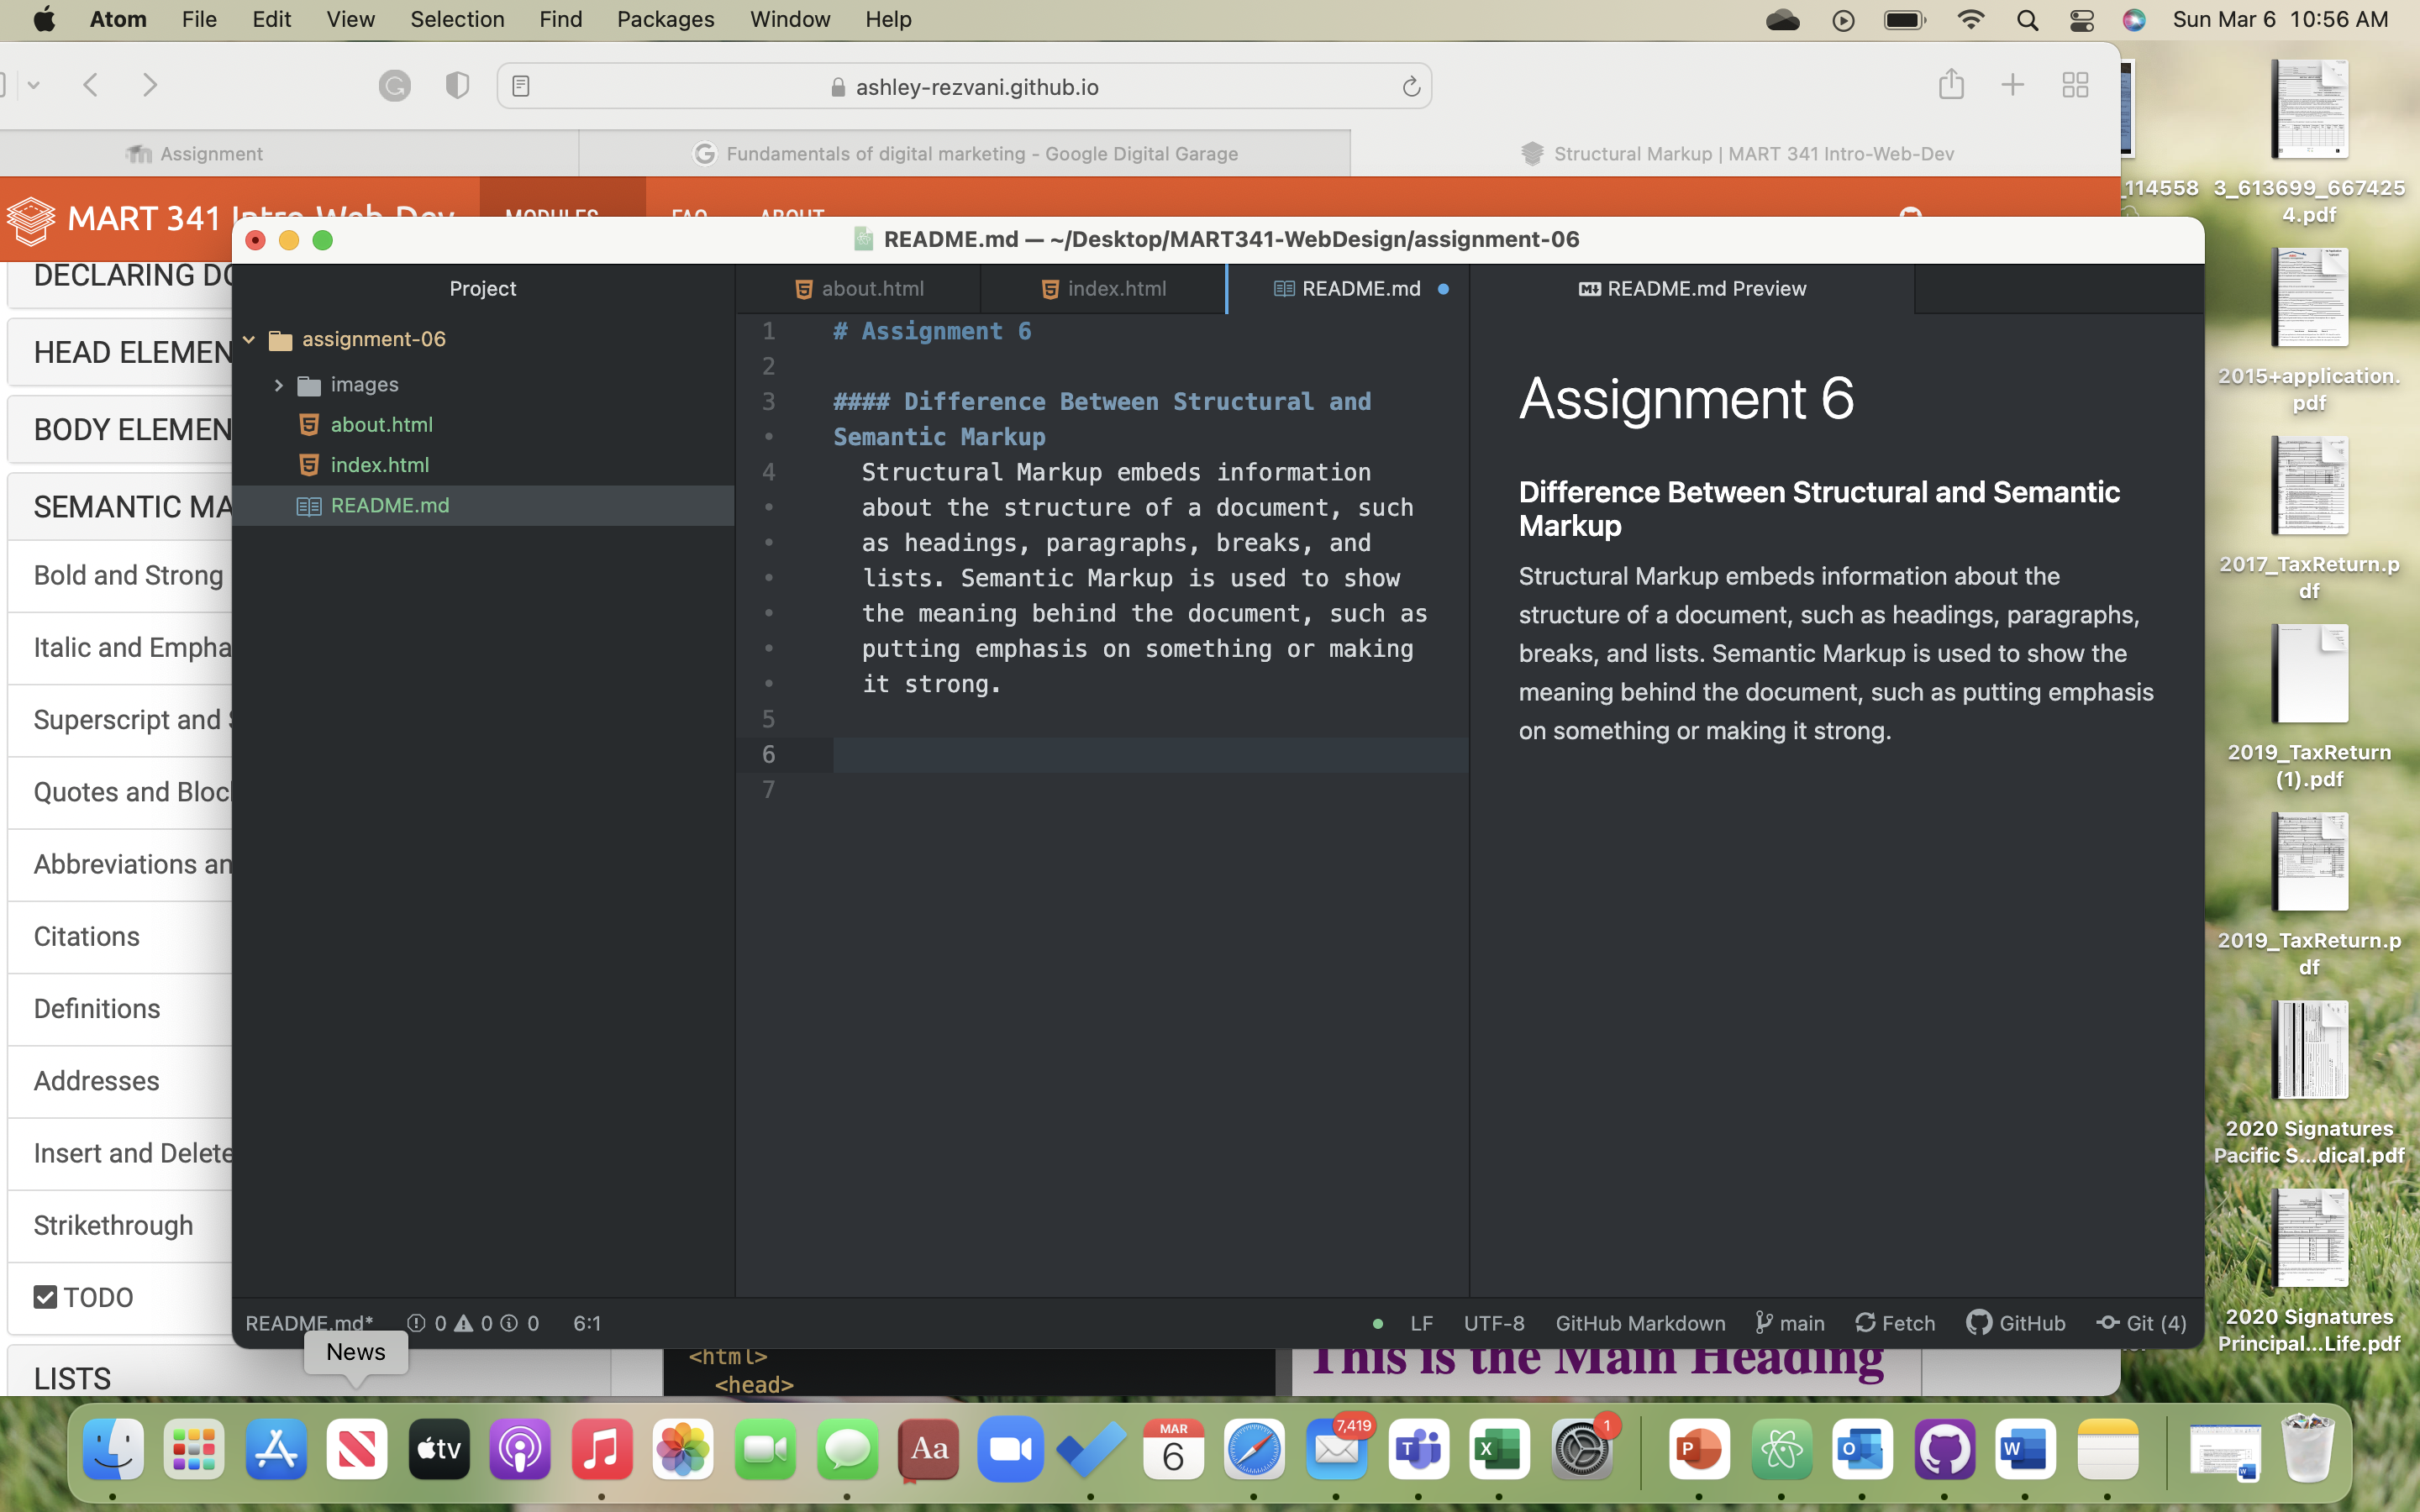 Atom File Edit View Selection Find Packages Window Help
Sun Mar 6 10:56 AM
ashley-rezvani.github.io
Assignment
Fundamentals of digital marketing - Google Digital Garage
Structural Markup | MART 341 Intro-Web-Dev
MART 341 Intro-Web-Dev
MODULES
FAQ
ABOUT
README.md — ~/Desktop/MART341-WebDesign/assignment-06
DECLARING
HEAD ELEMEN
BODY ELEMEN
SEMANTIC MA
Bold and Strong
Italic and Empha
Superscript and
Quotes and Bloc
Abbreviations an
Citations
Definitions
Addresses
Insert and Delete
Strikethrough
TODO
LISTS
Project
assignment-06
images
about.html
index.html
README.md
about.html
index.html
README.md
README.md Preview
1 # Assignment 6
2
3 #### Difference Between Structural and
• Semantic Markup
4 Structural Markup embeds information
• about the structure of a document, such
• as headings, paragraphs, breaks, and
• lists. Semantic Markup is used to show
• the meaning behind the document, such as
• putting emphasis on something or making
• it strong.
5
6
7
Assignment 6
Difference Between Structural and Semantic
Markup
Structural Markup embeds information about the
structure of a document, such as headings, paragraphs,
breaks, and lists. Semantic Markup is used to show the
meaning behind the document, such as putting emphasis
on something or making it strong.
README.md* 0 0 0 6:1
LF UTF-8 GitHub Markdown main Fetch GitHub Git (4)
News
<html>
<head>
This is the Main Heading
_114558
3_613699_667425
4.pdf
2015+application.
pdf
2017_TaxReturn.p
df
2019_TaxReturn
(1).pdf
2019_TaxReturn.p
df
2020 Signatures
Pacific S...dical.pdf
2020 Signatures
Principal...Life.pdf
tv
Aa
MAR
6
7,419
T
X
1
P
O
W
W